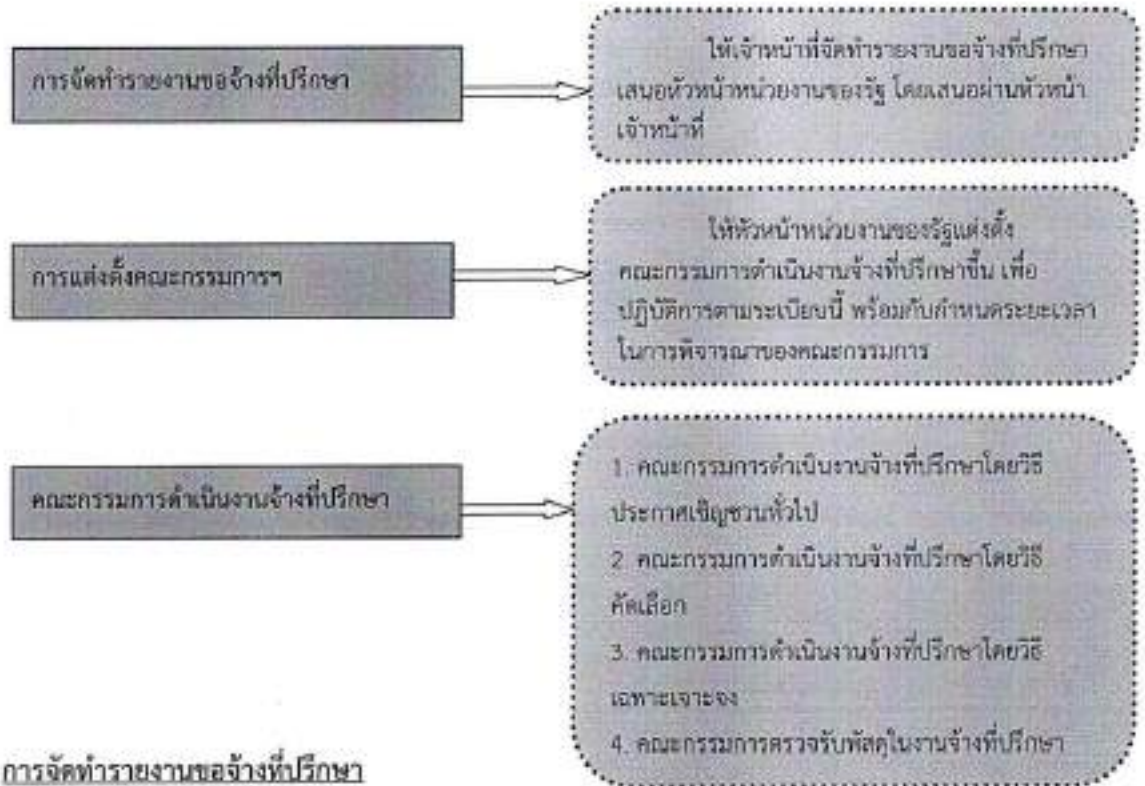 การจัดทำรายงานขอจ้างที่ปรึกษา
ให้เจ้าหน้าที่จัดทำรายงานขอจ้างที่ปรึกษา
เสนอหัวหน้าหน่วยงานของรัฐ โดยเสนอผ่านหัวหน้า
เจ้าหน้าที่
การแต่งตั้งคณะกรรมการฯ
ให้หัวหน้าหน่วยงานของรัฐแต่งตั้ง
คณะกรรมการดำเนินงานจ้างที่ปรึกษาขึ้น เพื่อ
ปฏิบัติการตามระเบียบนี้ พร้อมกับกำหนดระยะเวลา
ในการพิจารณาของคณะกรรมการ
คณะกรรมการดำเนินงานจ้างที่ปรึกษา
1. คณะกรรมการดำเนินงานจ้างที่ปรึกษาโดยวิธี
ประกาศเชิญชวนทั่วไป
2. คณะกรรมการดำเนินงานจ้างที่ปรึกษาโดยวิธี
คัดเลือก
3. คณะกรรมการดำเนินงานจ้างที่ปรึกษาโดยวิธี
เฉพาะเจาะจง
4. คณะกรรมการตรวจรับพัสดุในงานจ้างที่ปรึกษา
การจัดทำรายงานขอจ้างที่ปรึกษา